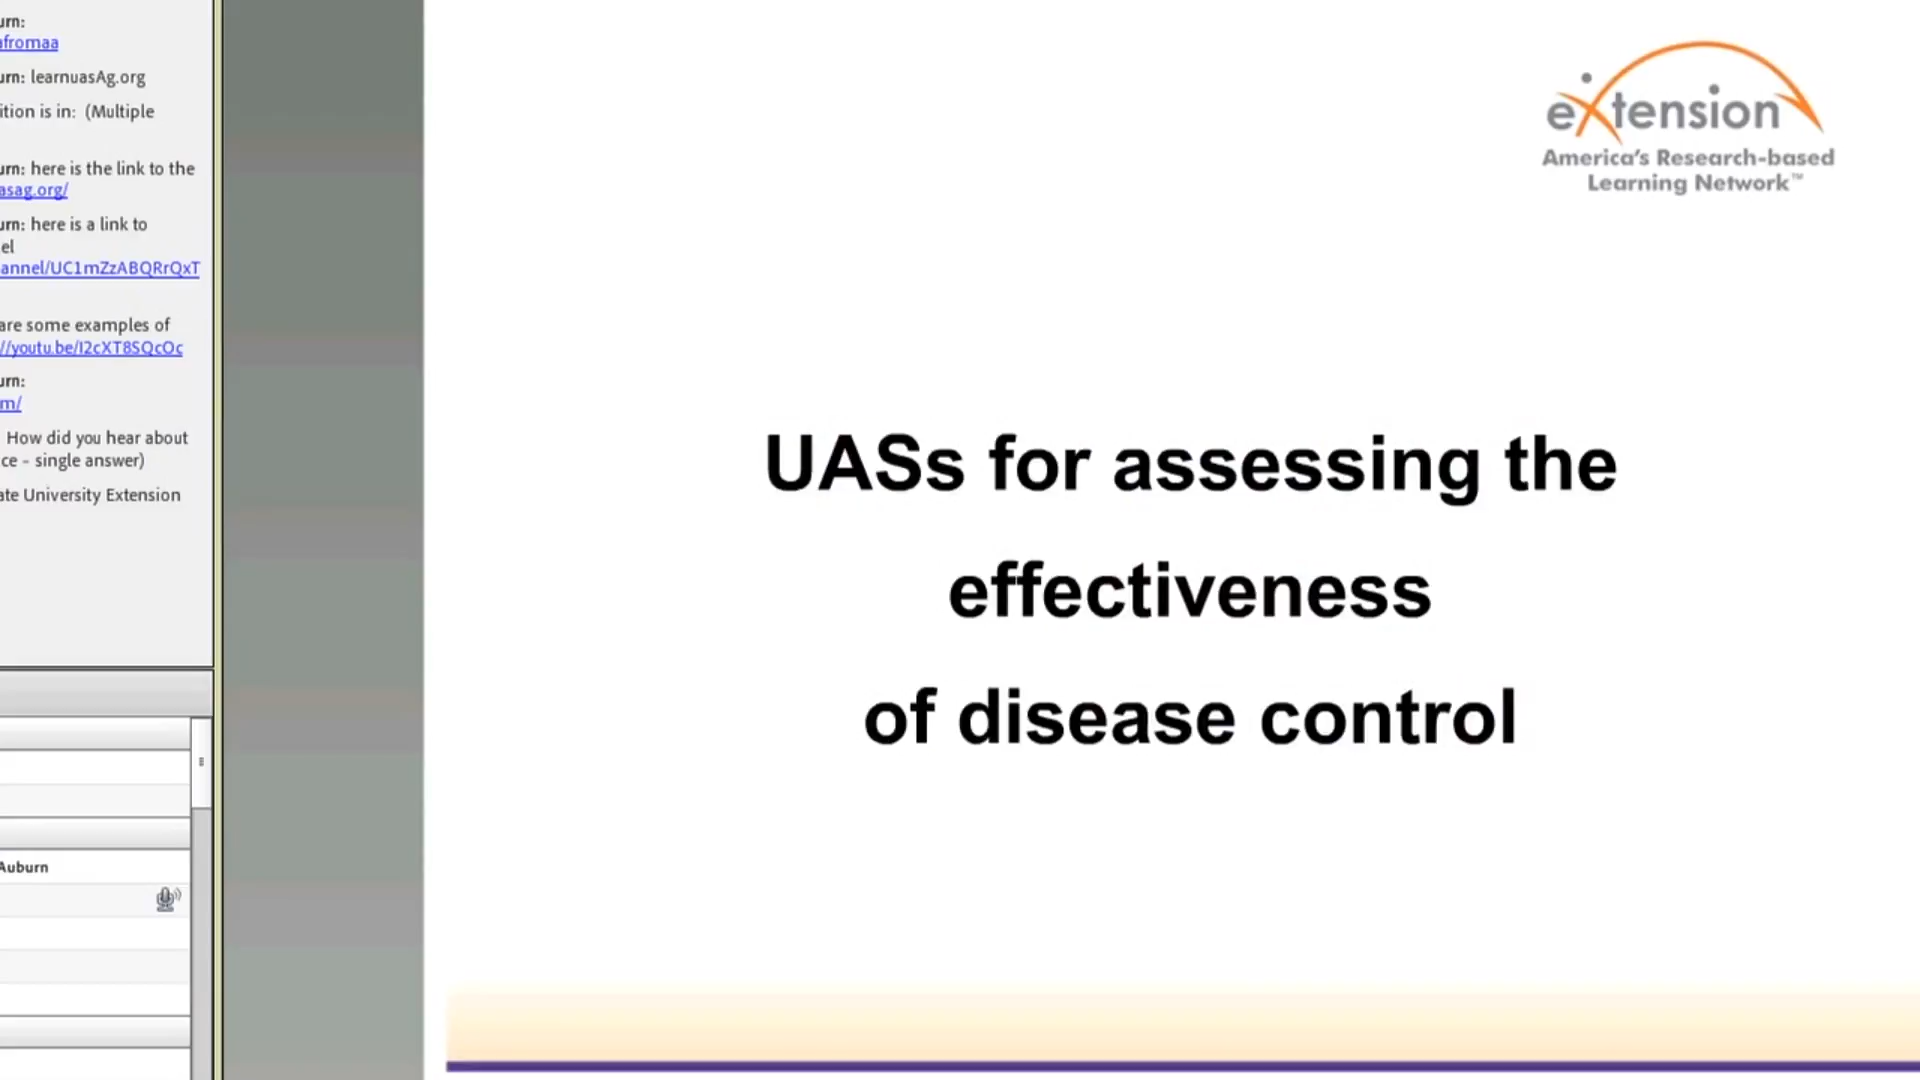 urn:
afromaa
urn: learnuasAg.org
ition is in: (Multiple
urn: here is the link to the
asag.org/
urn: here is a link to
el
annel/UC1mZzABQRrQxT
are some examples of
//youtu.be/I2cXT8SQcOc
urn:
m/
How did you hear about
ce - single answer)
ate University Extension
Auburn
eXtension
America's Research-based
Learning Network™
UASs for assessing the
effectiveness
of disease control